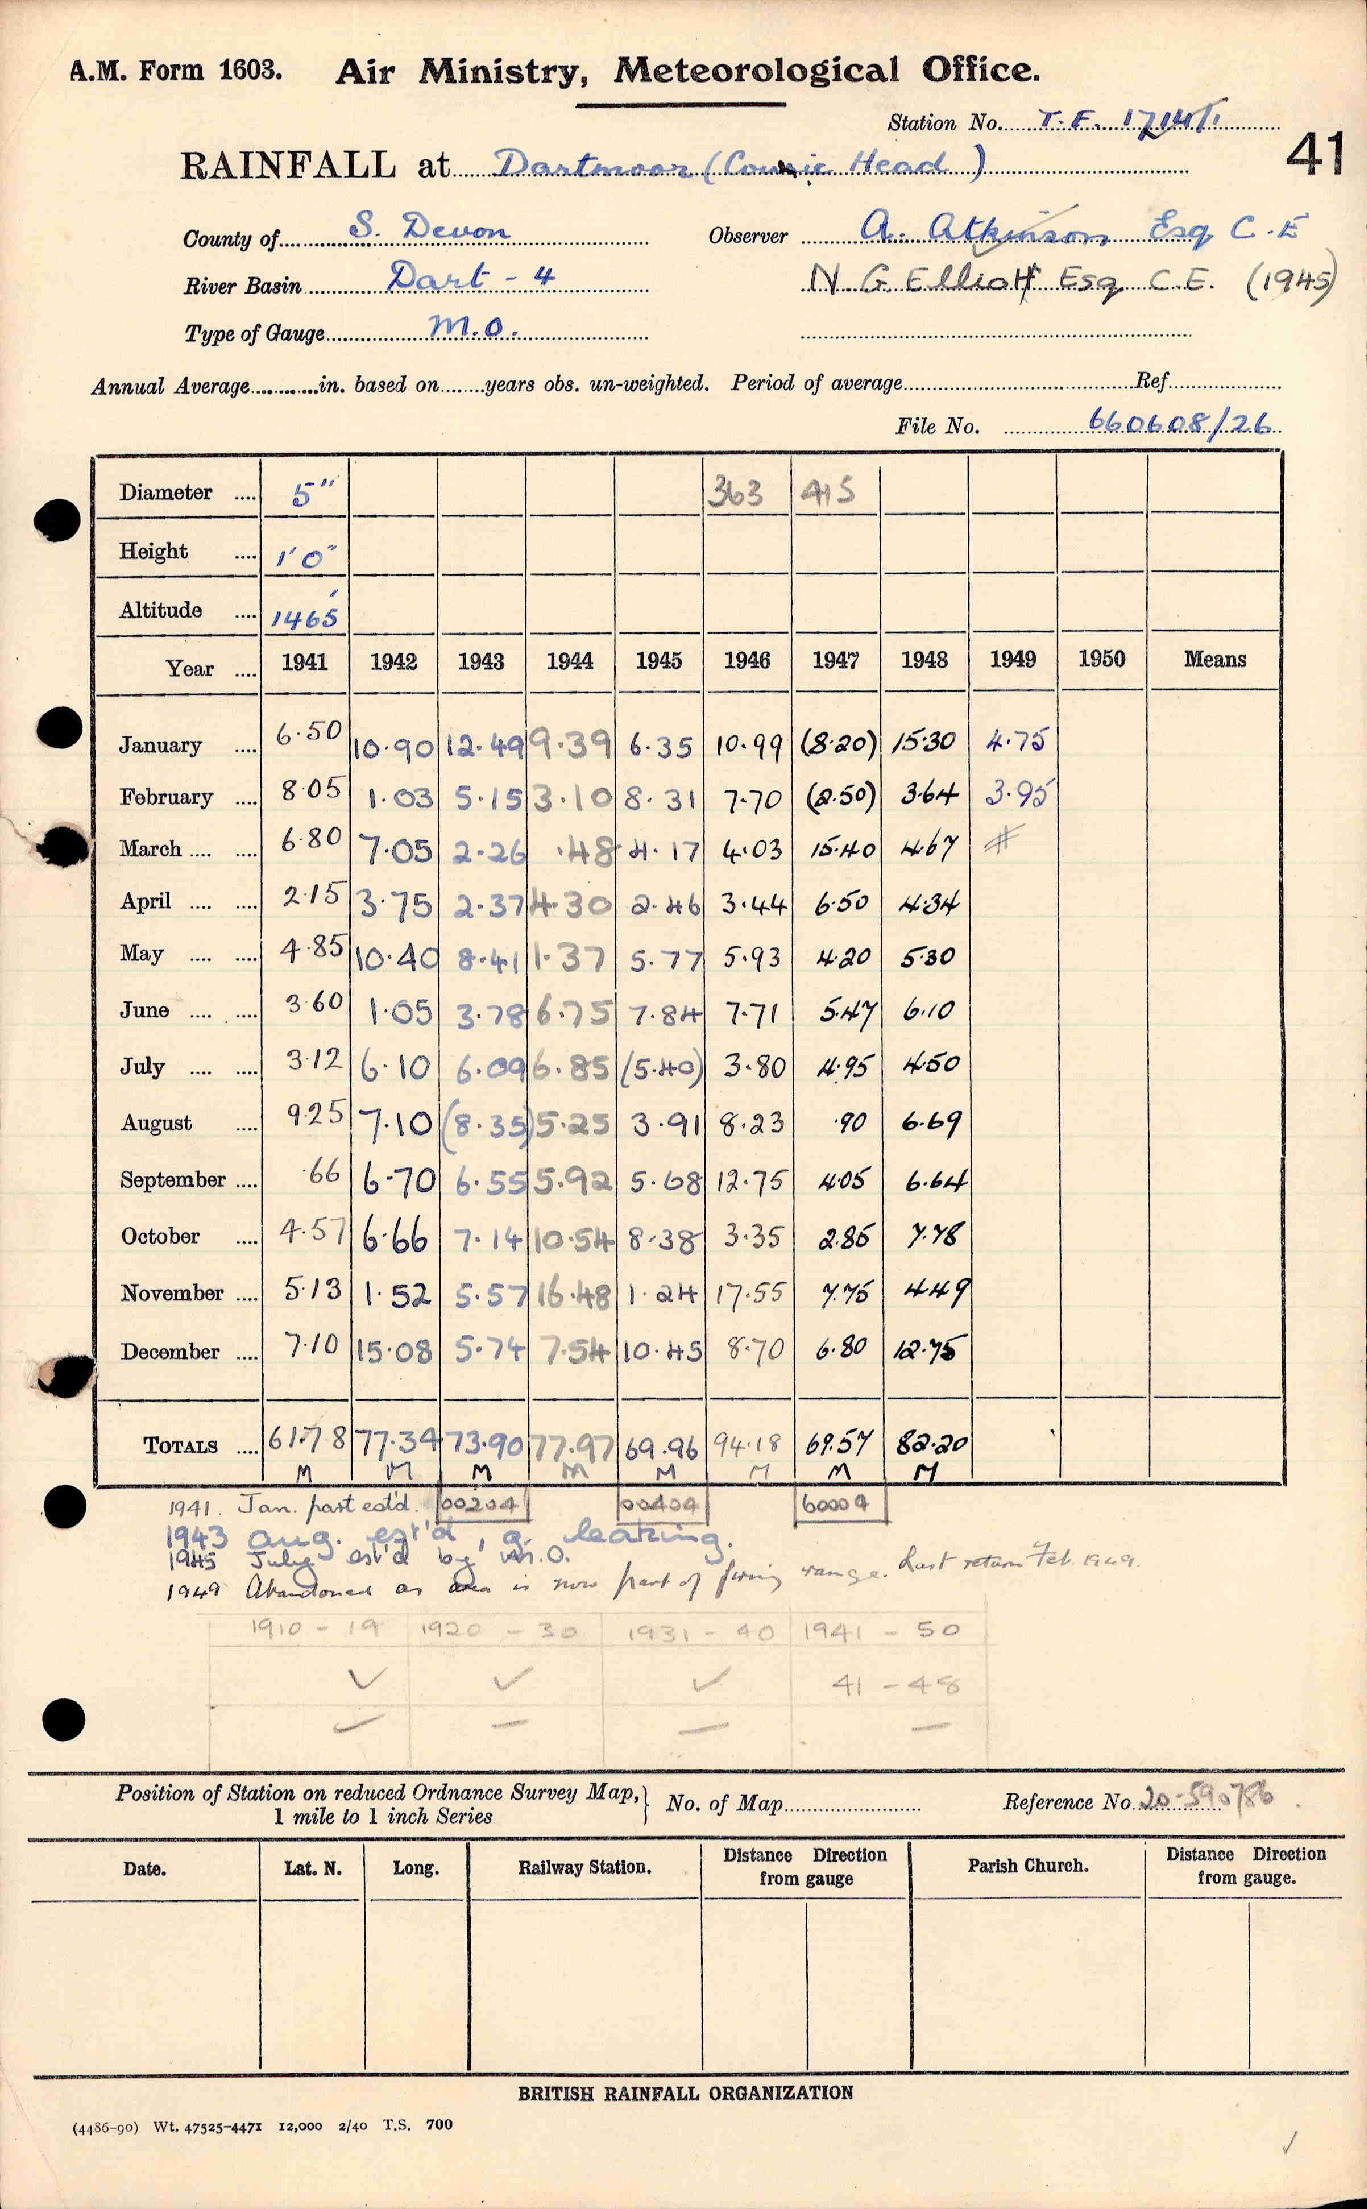 A.M. Form 1603. Air Ministry, Meteorological Office.
Station No. T.F. 1714/1
41
RAINFALL at Dartmoor (Cowsic Head)
County of S. Devon Observer A. Atkinson Esq C.E
River Basin Dart - 4 N. G. Elliott Esq C.E. (1945)
Type of Gauge M.O.
Annual Average in. based on years obs. un-weighted. Period of average Ref
File No. 660608/26
Diameter 5" 363 415
Height 1'0"
Altitude 1465'
Year 1941 1942 1943 1944 1945 1946 1947 1948 1949 1950 Means
January 6.50 10.90 12.49 9.39 6.35 10.99 (8.20) 15.30 4.75
February 8.05 1.03 5.15 3.10 8.31 7.70 (2.50) 3.64 3.95
March 6.80 7.05 2.26 .48 4.17 4.03 15.40 4.67 #
April 2.15 3.75 2.37 4.30 2.46 3.44 6.50 4.34
May 4.85 10.40 8.41 1.37 5.77 5.93 4.20 5.30
June 3.60 1.05 3.78 6.75 7.84 7.71 5.47 6.10
July 3.12 6.10 6.09 6.85 (5.40) 3.80 4.95 4.50
August 9.25 7.10 (8.35) 5.25 3.91 8.23 .90 6.69
September .66 6.70 6.55 5.92 5.68 12.75 4.05 6.64
October 4.57 6.66 7.14 10.54 8.38 3.35 2.85 7.78
November 5.13 1.52 5.57 16.48 1.24 17.55 7.75 4.49
December 7.10 15.08 5.74 7.54 10.45 8.70 6.80 12.75
TOTALS 61.78 77.34 73.90 77.97 69.96 94.18 69.57 82.20
M M M M M M M M
1941. Jan. part est'd. 00204 00404 60004
1943 aug. est'd, g. leaking.
1945 July est'd by M.O.
1949 Abandoned as area is now part of firing range. Last return Feb. 1949.
1910 - 19 1920 - 30 1931 - 40 1941 - 50
✓ ✓ ✓ 41 - 48
Position of Station on reduced Ordnance Survey Map, 1 mile to 1 inch Series } No. of Map Reference No 20-590786
Date. Lat. N. Long. Railway Station. Distance from gauge Direction Parish Church. Distance from gauge. Direction
BRITISH RAINFALL ORGANIZATION
(4486-90) Wt. 47525-4471 12,000 2/40 T.S. 700